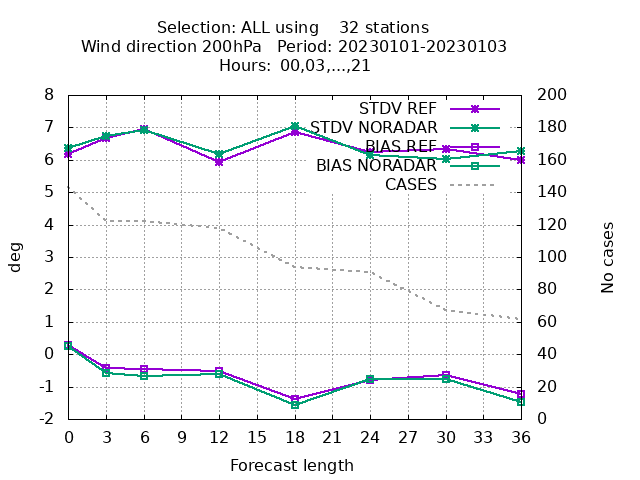 Selection: ALL using    32 stations
Wind direction 200hPa   Period: 20230101-20230103
Hours: 00,03,...,21
STDV REF
STDV NORADAR
BIAS REF
BIAS NORADAR
CASES
8
7
6
5
4
3
2
1
0
-1
-2
deg
200
180
160
140
120
100
80
60
40
20
0
No cases
0 3 6 9 12 15 18 21 24 27 30 33 36
Forecast length